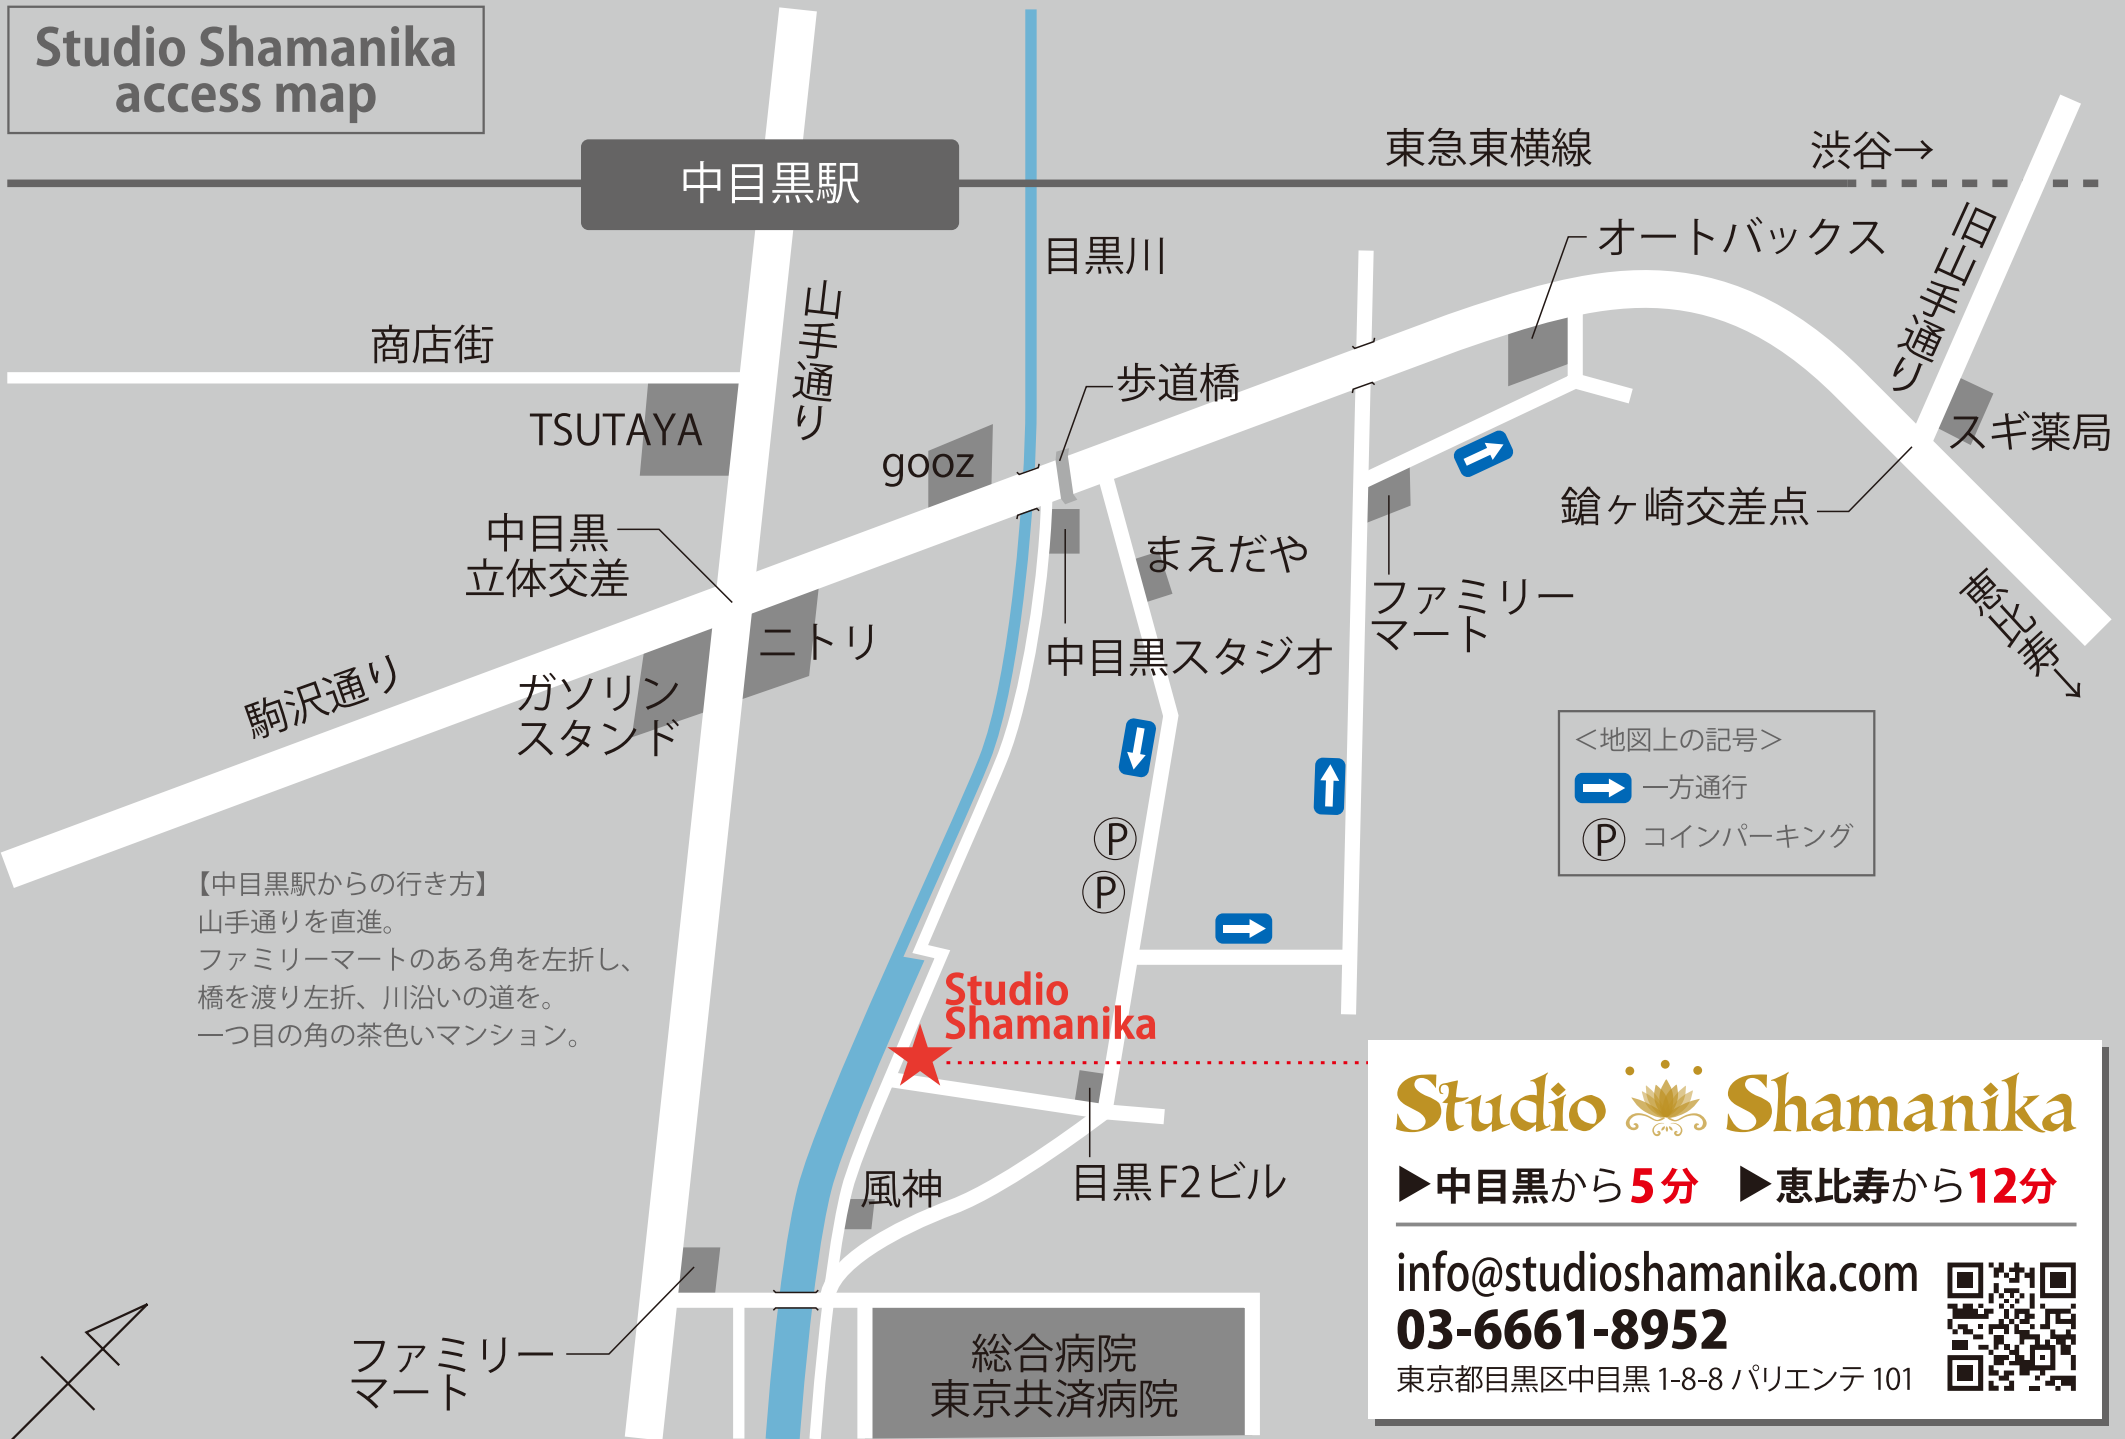 Studio Shamanika
access map
中目黒駅
東急東横線
渋谷→
目黒川
オートバックス
旧山手通り
山手通り
商店街
歩道橋
TSUTAYA
gooz
スギ薬局
鎗ヶ崎交差点
中目黒
立体交差
まえだや
ファミリー
マート
恵比寿→
ニトリ
中目黒スタジオ
駒沢通り
ガソリン
スタンド
＜地図上の記号＞
一方通行
P
コインパーキング
P
P
【中目黒駅からの行き方】
山手通りを直進。
ファミリーマートのある角を左折し、
橋を渡り左折、川沿いの道を。
一つ目の角の茶色いマンション。
Studio
Shamanika
目黒F2ビル
風神
ファミリー
マート
総合病院
東京共済病院
Studio Shamanika
▶中目黒から5分 ▶恵比寿から12分
info@studioshamanika.com
03-6661-8952
東京都目黒区中目黒 1-8-8 パリエンテ 101